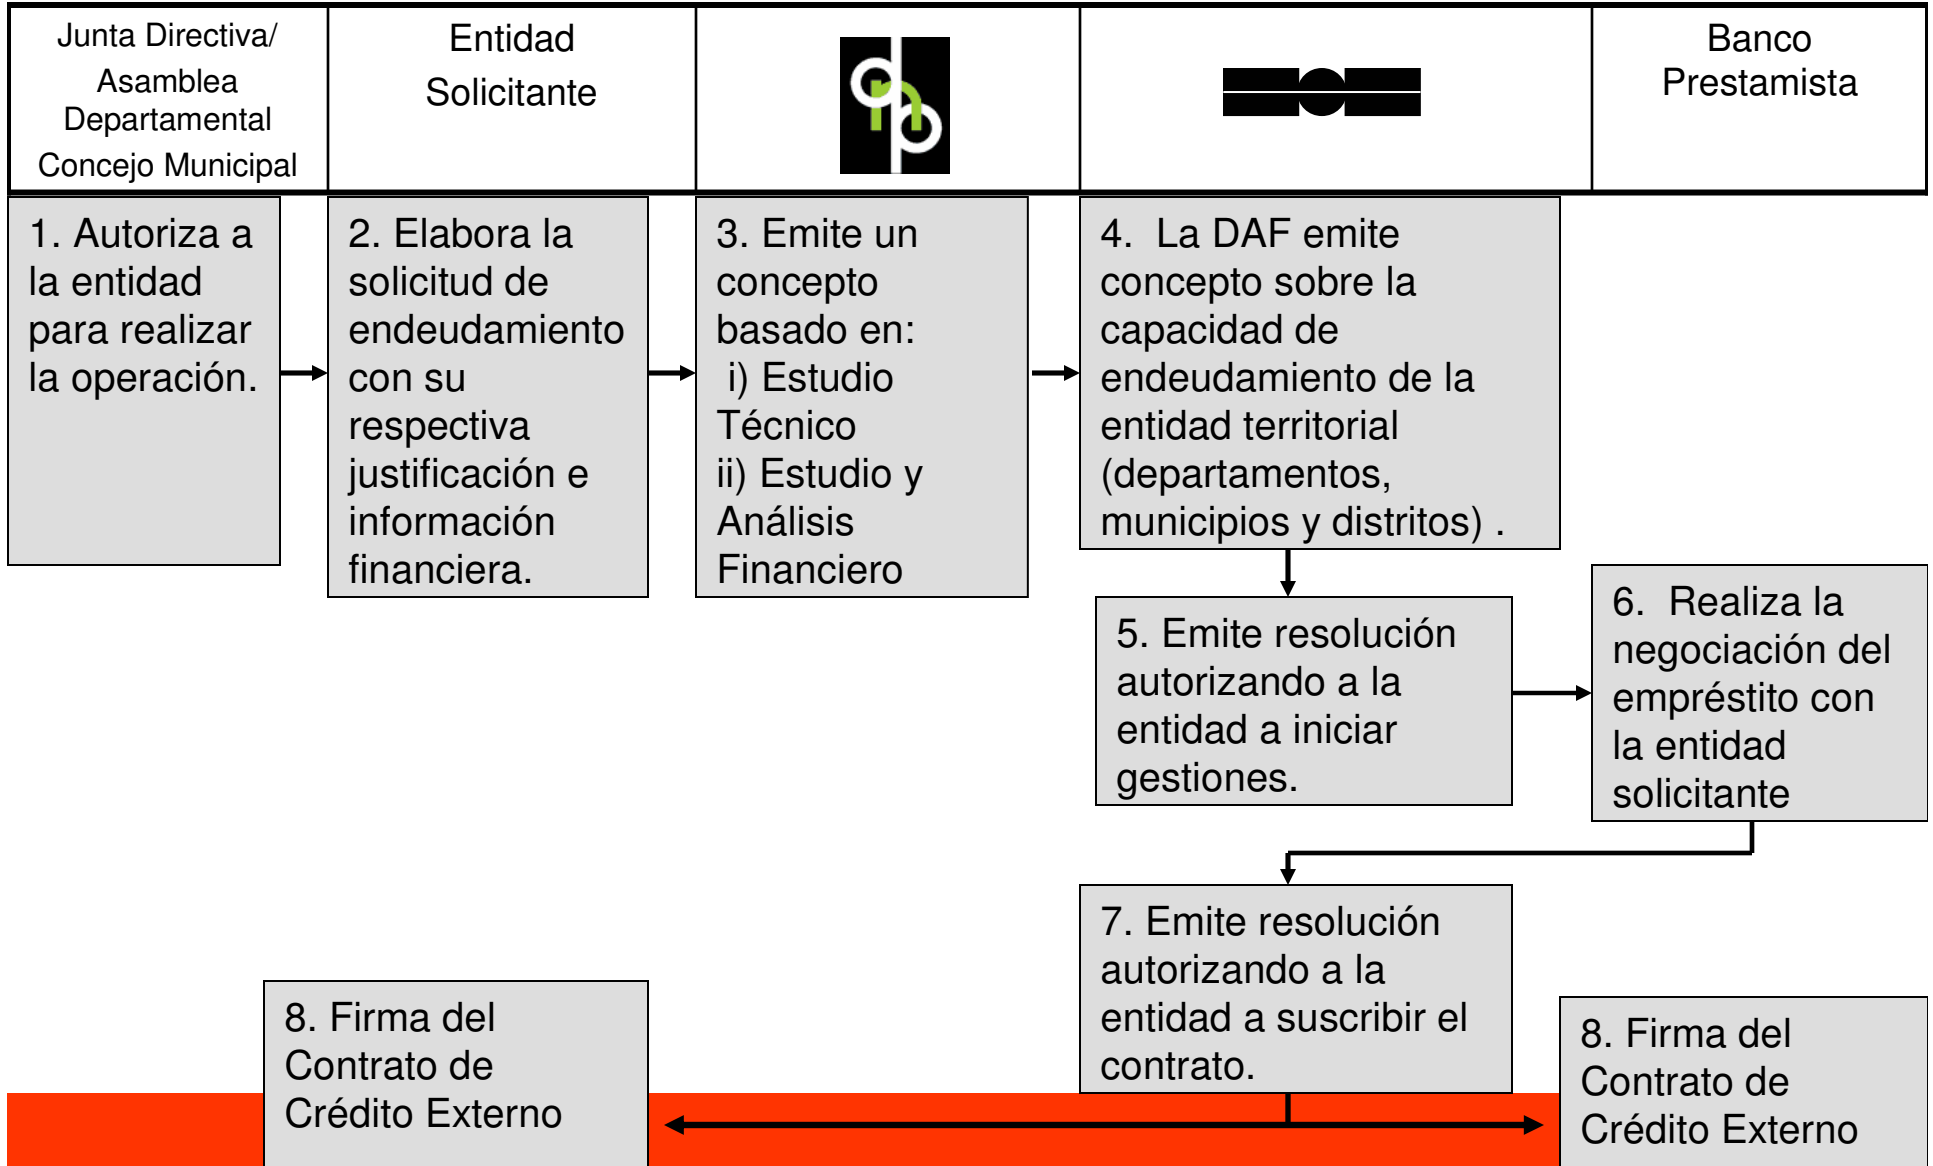 Junta Directiva/
Asamblea
Departamental
Concejo Municipal
Entidad
Solicitante
dnp
Banco
Prestamista
1. Autoriza a
la entidad
para realizar
la operación.
2. Elabora la
solicitud de
endeudamiento
con su
respectiva
justificación e
información
financiera.
3. Emite un
concepto
basado en:
i) Estudio
Técnico
ii) Estudio y
Análisis
Financiero
4. La DAF emite
concepto sobre la
capacidad de
endeudamiento de la
entidad territorial
(departamentos,
municipios y distritos) .
5. Emite resolución
autorizando a la
entidad a iniciar
gestiones.
6. Realiza la
negociación del
empréstito con
la entidad
solicitante
7. Emite resolución
autorizando a la
entidad a suscribir el
contrato.
8. Firma del
Contrato de
Crédito Externo
8. Firma del
Contrato de
Crédito Externo